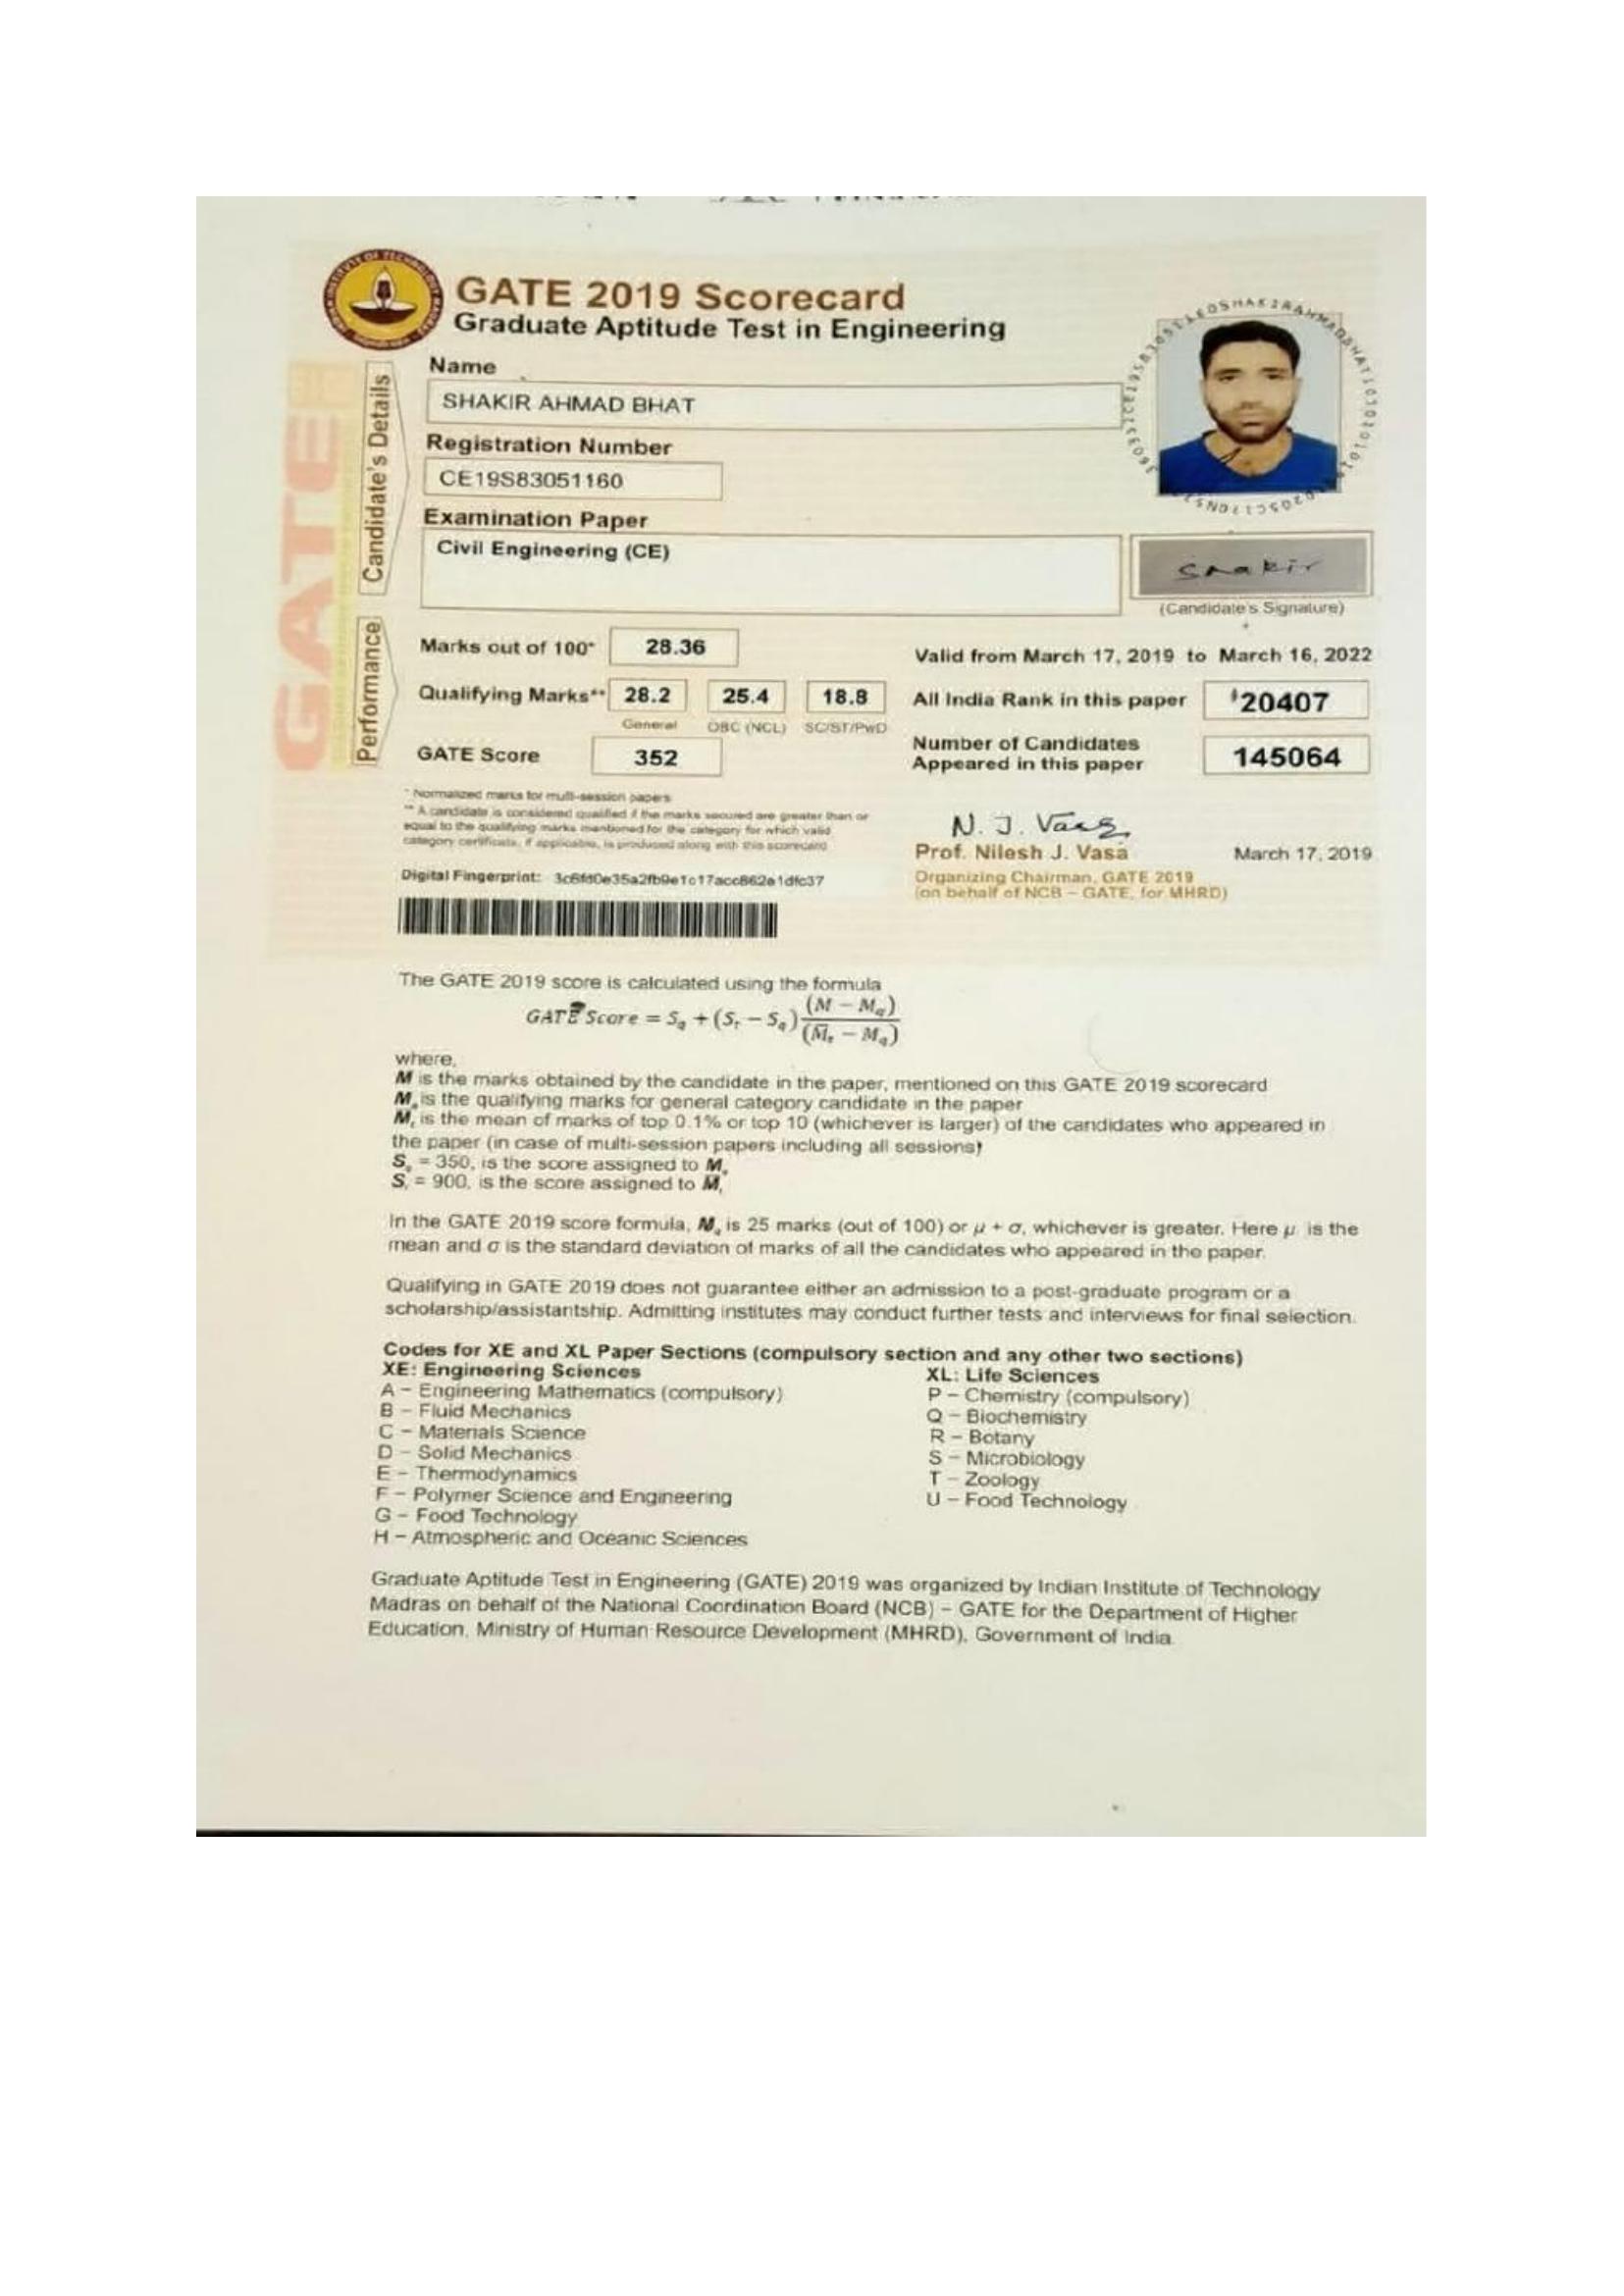 GATE 2019 Scorecard
Graduate Aptitude Test in Engineering
GATE
Candidate's Details
Name
SHAKIR AHMAD BHAT
Registration Number
CE19S83051160
Examination Paper
Civil Engineering (CE)
Shakir
(Candidate's Signature)
Performance
Marks out of 100* 28.36
Valid from March 17, 2019 to March 16, 2022
Qualifying Marks** 28.2 25.4 18.8
General OBC (NCL) SC/ST/PwD
All India Rank in this paper 20407
GATE Score 352
Number of Candidates
Appeared in this paper 145064
* Normalized marks for multi-session papers
** A candidate is considered qualified if the marks secured are greater than or
equal to the qualifying marks mentioned for the category for which valid
category certificate, if applicable, is produced along with this scorecard
N. J. Vasa
Prof. Nilesh J. Vasa March 17, 2019
Organizing Chairman, GATE 2019
(on behalf of NCB – GATE, for MHRD)
Digital Fingerprint: 3c6fd0e35a2fb9e1c17acc862e1dfc37
The GATE 2019 score is calculated using the formula
GATE Score = S_q + (S_t − S_q) (M − M_q) / (M̄_t − M_q)
where,
M is the marks obtained by the candidate in the paper, mentioned on this GATE 2019 scorecard
M_q is the qualifying marks for general category candidate in the paper
M̄_t is the mean of marks of top 0.1% or top 10 (whichever is larger) of the candidates who appeared in
the paper (in case of multi-session papers including all sessions)
S_q = 350, is the score assigned to M_q
S_t = 900, is the score assigned to M̄_t
In the GATE 2019 score formula, M_q is 25 marks (out of 100) or μ + σ, whichever is greater. Here μ is the
mean and σ is the standard deviation of marks of all the candidates who appeared in the paper.
Qualifying in GATE 2019 does not guarantee either an admission to a post-graduate program or a
scholarship/assistantship. Admitting institutes may conduct further tests and interviews for final selection.
Codes for XE and XL Paper Sections (compulsory section and any other two sections)
XE: Engineering Sciences
A – Engineering Mathematics (compulsory)
B – Fluid Mechanics
C – Materials Science
D – Solid Mechanics
E – Thermodynamics
F – Polymer Science and Engineering
G – Food Technology
H – Atmospheric and Oceanic Sciences
XL: Life Sciences
P – Chemistry (compulsory)
Q – Biochemistry
R – Botany
S – Microbiology
T – Zoology
U – Food Technology
Graduate Aptitude Test in Engineering (GATE) 2019 was organized by Indian Institute of Technology
Madras on behalf of the National Coordination Board (NCB) – GATE for the Department of Higher
Education, Ministry of Human Resource Development (MHRD), Government of India.